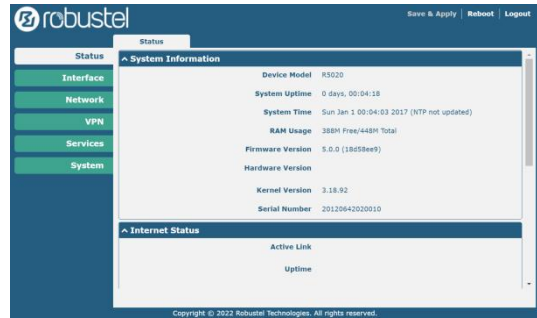 robustel
Save & Apply | Reboot | Logout
Status
Status
Interface
Network
VPN
Services
System
System Information
Device Model R5020
System Uptime 0 days, 00:04:18
System Time Sun Jan 1 00:04:03 2017 (NTP not updated)
RAM Usage 388M Free/448M Total
Firmware Version 5.0.0 (18d58ee9)
Hardware Version
Kernel Version 3.18.92
Serial Number 20120642020010
Internet Status
Active Link
Uptime
Copyright © 2022 Robustel Technologies. All rights reserved.